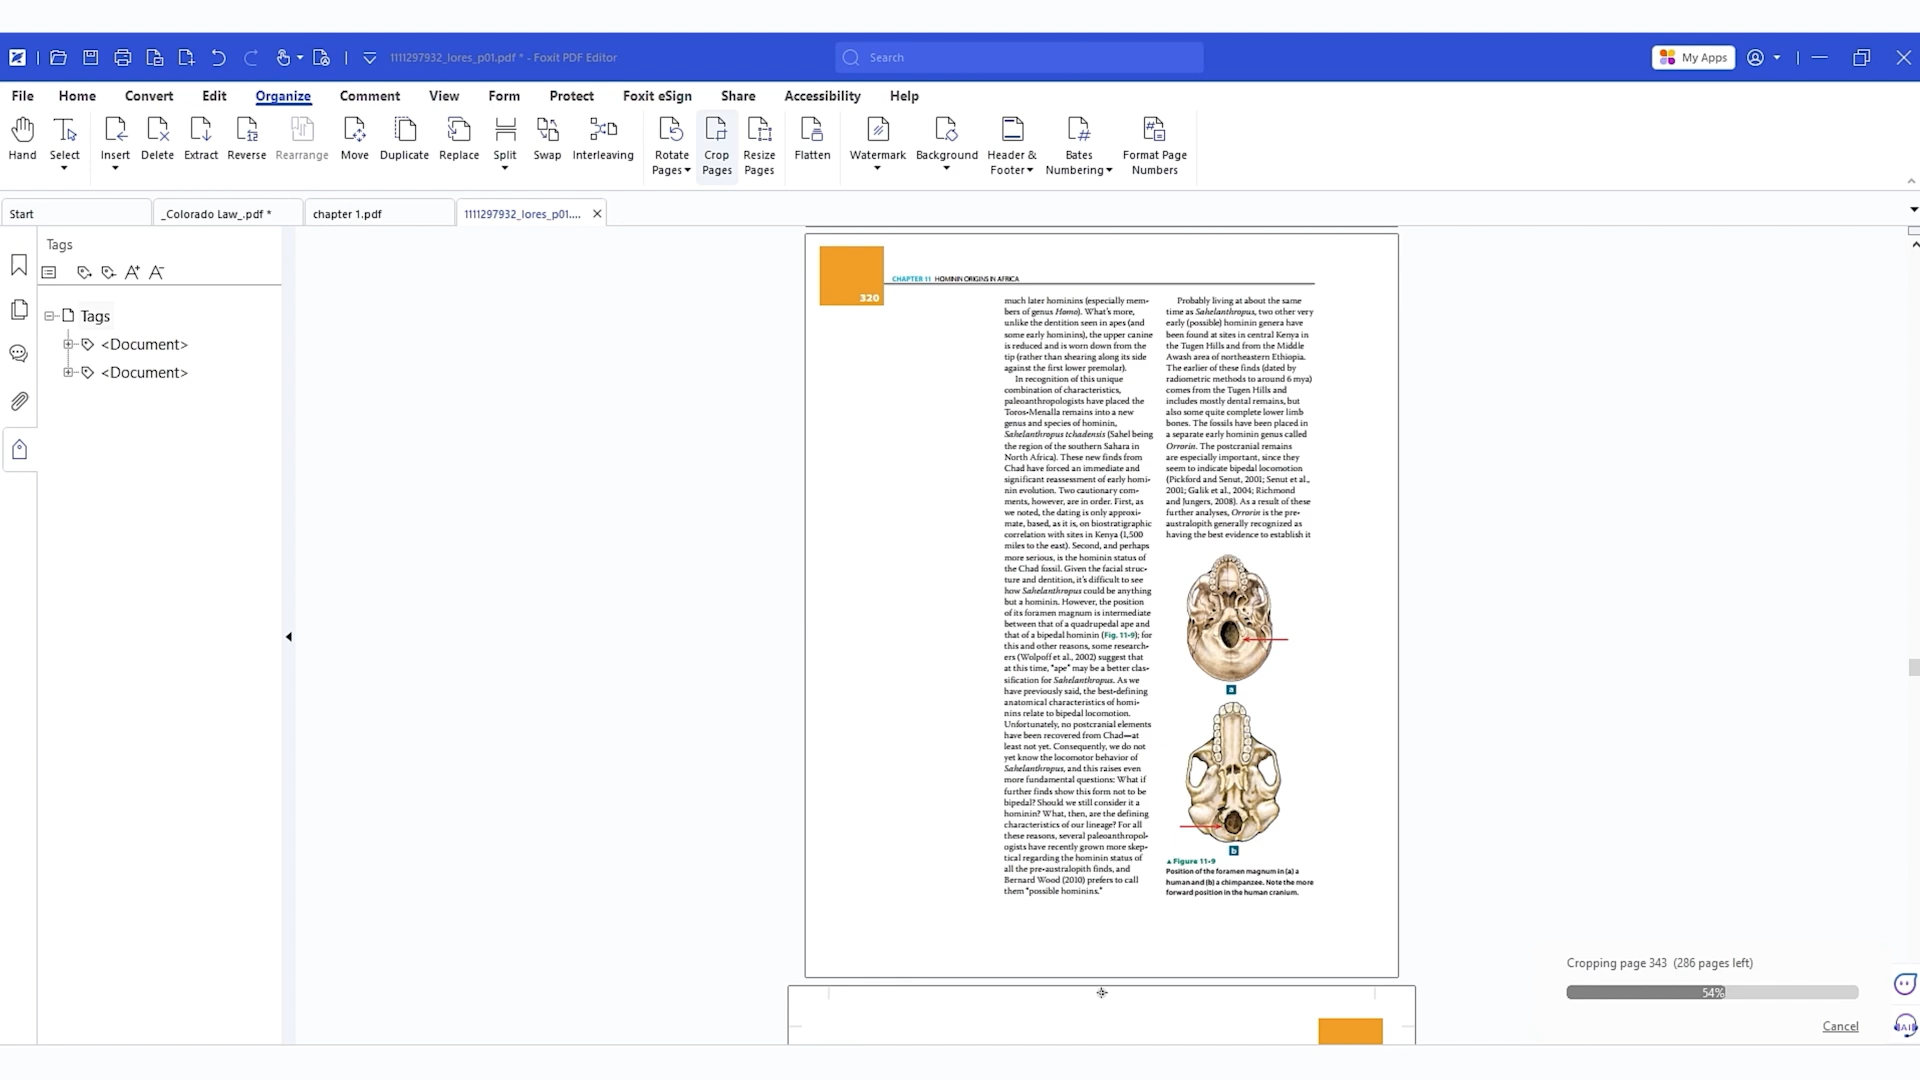 1111297932_lores_p01.pdf * - Foxit PDF Editor
Search
My Apps
File Home Convert Edit Organize Comment View Form Protect Foxit eSign Share Accessibility Help
Hand
Select
Insert
Delete
Extract
Reverse
Rearrange
Move
Duplicate
Replace
Split
Swap
Interleaving
Rotate
Pages
Crop
Pages
Resize
Pages
Flatten
Watermark
Background
Header &
Footer
Bates
Numbering
Format Page
Numbers
Start
_Colorado Law_.pdf *
chapter 1.pdf
1111297932_lores_p01....
Tags
Tags
<Document>
<Document>
320
CHAPTER 11 HOMININ ORIGINS IN AFRICA
much later hominins (especially mem-
bers of genus Homo). What's more,
unlike the dentition seen in apes (and
some early hominins), the upper canine
is reduced and is worn down from the
tip (rather than shearing along its side
against the first lower premolar).
In recognition of this unique
combination of characteristics,
paleoanthropologists have placed the
Toros-Menalla remains into a new
genus and species of hominin,
Sahelanthropus tchadensis (Sahel being
the region of the southern Sahara in
North Africa). These new finds from
Chad have forced an immediate and
significant reassessment of early homi-
nin evolution. Two cautionary com-
ments, however, are in order. First, as
we noted, the dating is only approxi-
mate, based, as it is, on biostratigraphic
correlation with sites in Kenya (1,500
miles to the east). Second, and perhaps
more serious, is the hominin status of
the Chad fossil. Given the facial struc-
ture and dentition, it's difficult to see
how Sahelanthropus could be anything
but a hominin. However, the position
of its foramen magnum is intermediate
between that of a quadrupedal ape and
that of a bipedal hominin (Fig. 11-9); for
this and other reasons, some research-
ers (Wolpoff et al., 2002) suggest that
at this time, "ape" may be a better clas-
sification for Sahelanthropus. As we
have previously said, the best-defining
anatomical characteristics of homi-
nins relate to bipedal locomotion.
Unfortunately, no postcranial elements
have been recovered from Chad—at
least not yet. Consequently, we do not
yet know the locomotor behavior of
Sahelanthropus, and this raises even
more fundamental questions: What if
further finds show this form not to be
bipedal? Should we still consider it a
hominin? What, then, are the defining
characteristics of our lineage? For all
these reasons, several paleoanthropol-
ogists have recently grown more skep-
tical regarding the hominin status of
all the pre-australopith finds, and
Bernard Wood (2010) prefers to call
them "possible hominins."
Probably living at about the same
time as Sahelanthropus, two other very
early (possible) hominin genera have
been found at sites in central Kenya in
the Tugen Hills and from the Middle
Awash area of northeastern Ethiopia.
The earlier of these finds (dated by
radiometric methods to around 6 mya)
comes from the Tugen Hills and
includes mostly dental remains, but
also some quite complete lower limb
bones. The fossils have been placed in
a separate early hominin genus called
Orrorin. The postcranial remains
are especially important, since they
seem to indicate bipedal locomotion
(Pickford and Senut, 2001; Senut et al.,
2001; Galik et al., 2004; Richmond
and Jungers, 2008). As a result of these
further analyses, Orrorin is the pre-
australopith generally recognized as
having the best evidence to establish it
a
b
▲ Figure 11-9
Position of the foramen magnum in (a) a
human and (b) a chimpanzee. Note the more
forward position in the human cranium.
Cropping page 343 (286 pages left)
54%
Cancel
AI